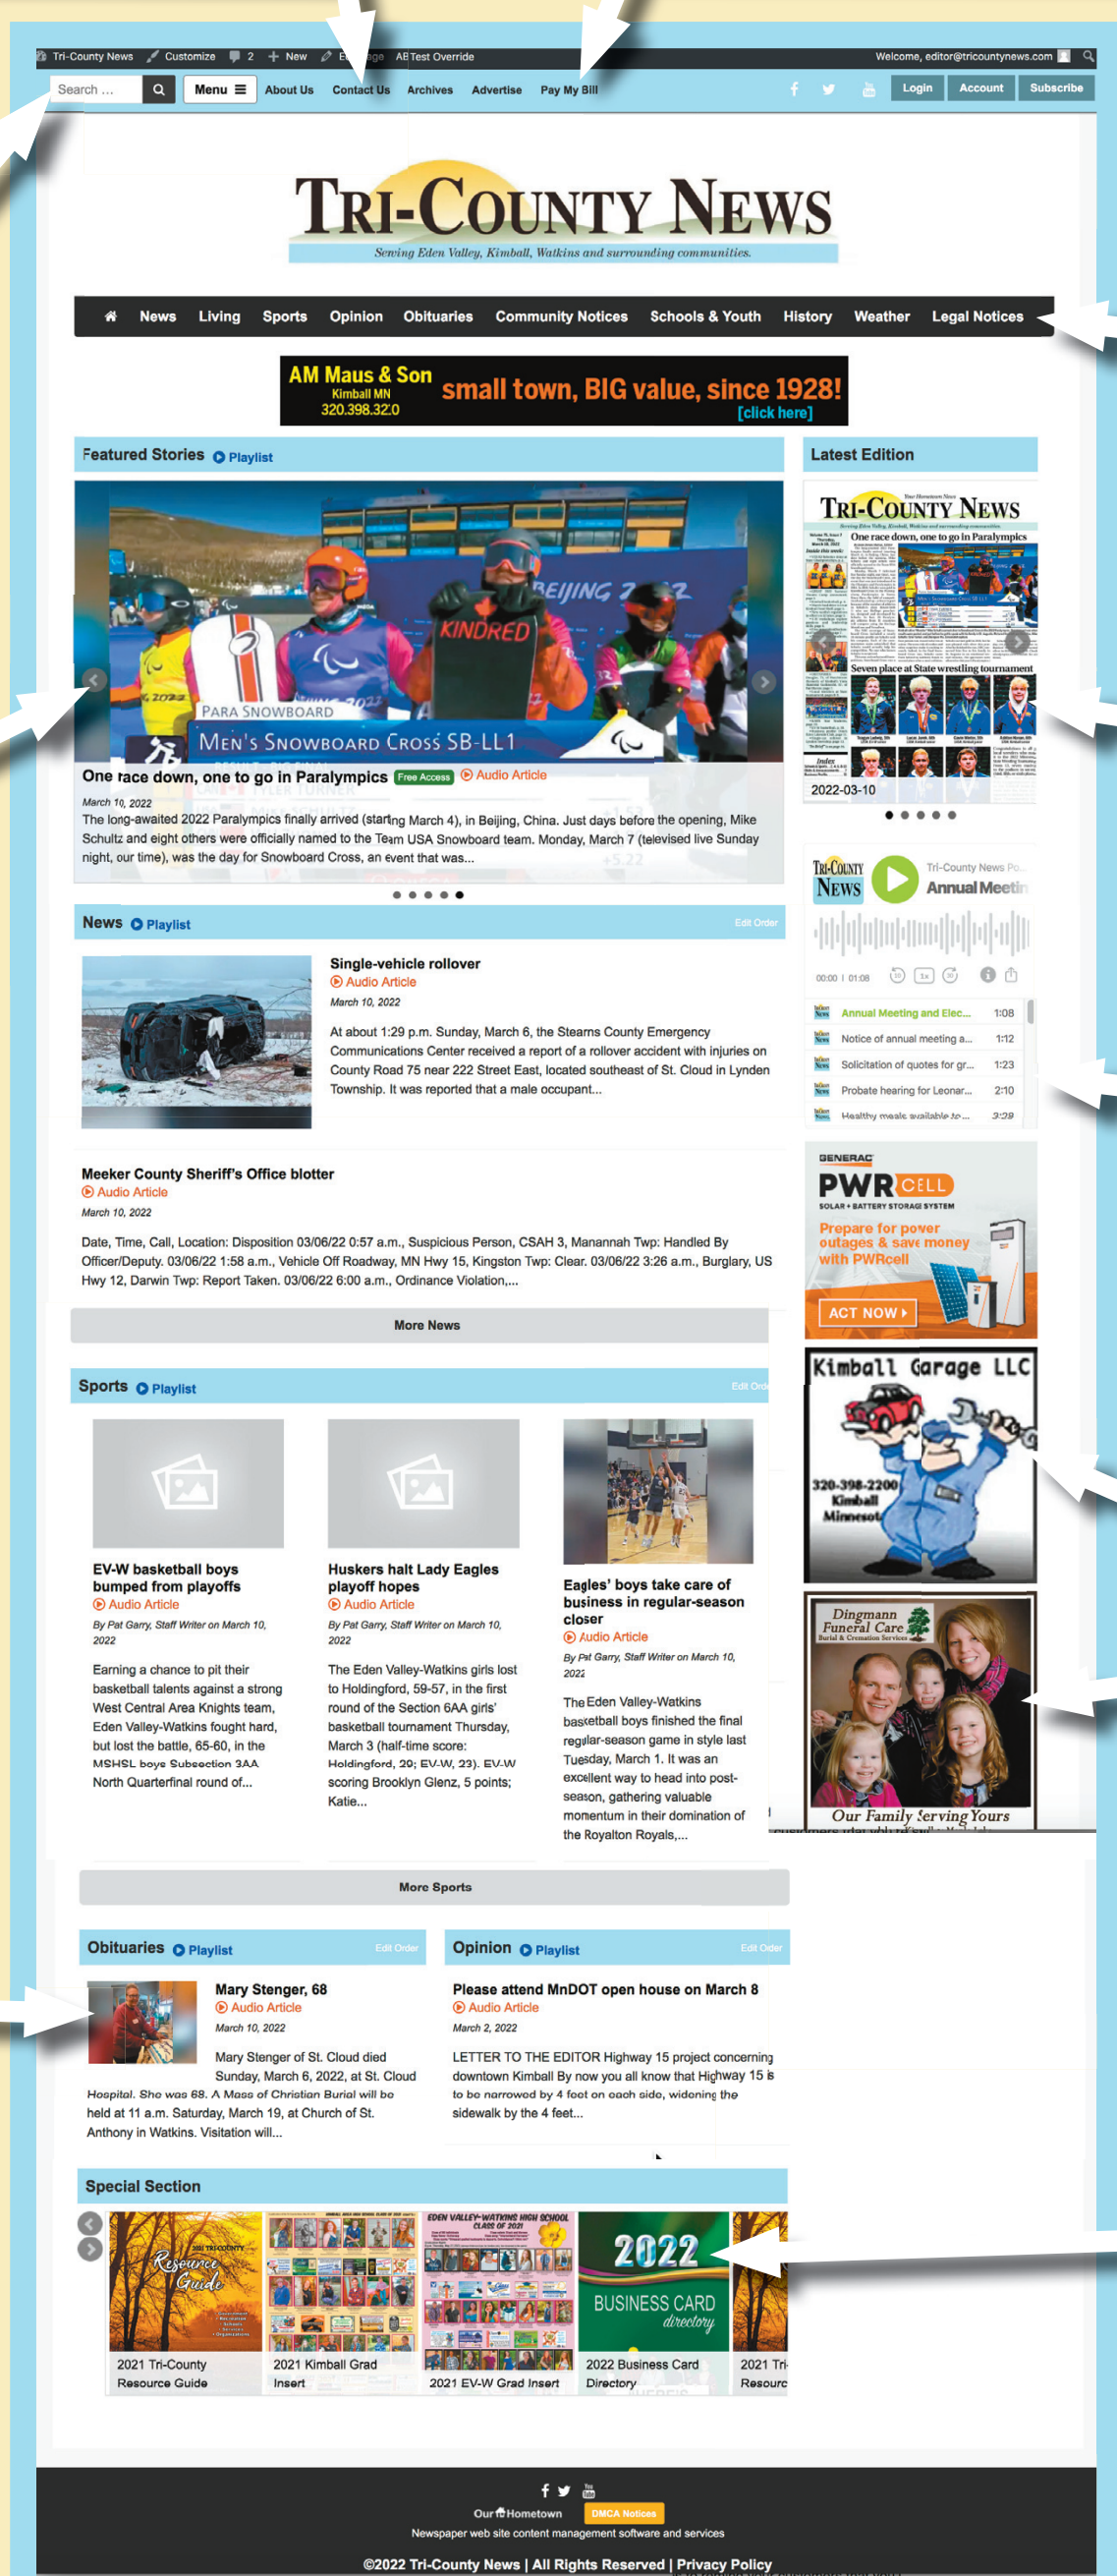 Tri-County News Customize 2 + New Test Override Welcome, editor@tricountynews.com
Search ... Menu About Us Contact Us Archives Advertise Pay My Bill Login Account Subscribe
TRI-COUNTY NEWS
Serving Eden Valley, Kimball, Watkins and surrounding communities.
News Living Sports Opinion Obituaries Community Notices Schools & Youth History Weather Legal Notices
AM Maus & Son
Kimball MN
small town, BIG value, since 1928!
[click here]
Featured Stories Playlist
BEIJING
KINDRED
PARA SNOWBOARD
MEN'S SNOWBOARD CROSS SB-LL1
One race down, one to go in Paralympics Free Access Audio Article
March 10, 2022
The long-awaited 2022 Paralympics finally arrived (starting March 4), in Beijing, China. Just days before the opening, Mike
Schultz and eight others were officially named to the Team USA Snowboard team. Monday, March 7 (televised live Sunday
night, our time), was the day for Snowboard Cross, an event that was...
Latest Edition
Your Hometown News
TRI-COUNTY NEWS
One race down, one to go in Paralympics
Seven place at State wrestling tournament
Index
2022-03-10
TRI-COUNTY
NEWS
Tri-County News Po...
Annual Meetin
00:00 | 01:08 1x
Annual Meeting and Elec... 1:08
Notice of annual meeting a... 1:12
Solicitation of quotes for gr... 1:23
Probate hearing for Leonar... 2:10
Healthy meals available to ... 3:29
News Playlist Edit Order
Single-vehicle rollover
Audio Article
March 10, 2022
At about 1:29 p.m. Sunday, March 6, the Stearns County Emergency
Communications Center received a report of a rollover accident with injuries on
County Road 75 near 222 Street East, located southeast of St. Cloud in Lynden
Township. It was reported that a male occupant...
Meeker County Sheriff's Office blotter
Audio Article
March 10, 2022
Date, Time, Call, Location: Disposition 03/06/22 0:57 a.m., Suspicious Person, CSAH 3, Manannah Twp: Handled By
Officer/Deputy. 03/06/22 1:58 a.m., Vehicle Off Roadway, MN Hwy 15, Kingston Twp: Clear. 03/06/22 3:26 a.m., Burglary, US
Hwy 12, Darwin Twp: Report Taken. 03/06/22 6:00 a.m., Ordinance Violation,...
More News
GENERAC
PWRCELL
SOLAR + BATTERY STORAGE SYSTEM
Prepare for power
outages & save money
with PWRcell
ACT NOW
Kimball Garage LLC
320-398-2200
Kimball
Minnesota
Dingmann
Funeral Care
Burial & Cremation Services
Our Family Serving Yours
Sports Playlist
EV-W basketball boys
bumped from playoffs
Audio Article
By Pat Garry, Staff Writer on March 10,
2022
Earning a chance to pit their
basketball talents against a strong
West Central Area Knights team,
Eden Valley-Watkins fought hard,
but lost the battle, 65-60, in the
MSHSL boys Subsection 3AA
North Quarterfinal round of...
Huskers halt Lady Eagles
playoff hopes
Audio Article
By Pat Garry, Staff Writer on March 10,
2022
The Eden Valley-Watkins girls lost
to Holdingford, 59-57, in the first
round of the Section 6AA girls'
basketball tournament Thursday,
March 3 (half-time score:
Holdingford, 29; EV-W, 23). EV-W
scoring Brooklyn Glenz, 5 points;
Katie...
Eagles' boys take care of
business in regular-season
closer
Audio Article
By Pat Garry, Staff Writer on March 10,
2022
The Eden Valley-Watkins
basketball boys finished the final
regular-season game in style last
Tuesday, March 1. It was an
excellent way to head into post-
season, gathering valuable
momentum in their domination of
the Royalton Royals,...
More Sports
Obituaries Playlist Edit Order
Mary Stenger, 68
Audio Article
March 10, 2022
Mary Stenger of St. Cloud died
Sunday, March 6, 2022, at St. Cloud
Hospital. She was 68. A Mass of Christian Burial will be
held at 11 a.m. Saturday, March 19, at Church of St.
Anthony in Watkins. Visitation will...
Opinion Playlist Edit Order
Please attend MnDOT open house on March 8
Audio Article
March 2, 2022
LETTER TO THE EDITOR Highway 15 project concerning
downtown Kimball By now you all know that Highway 15 is
to be narrowed by 4 feet on each side, widening the
sidewalk by the 4 feet...
Special Section
Resource
Guide
EDEN VALLEY-WATKINS HIGH SCHOOL
CLASS OF 2021
2022
BUSINESS CARD
directory
2021 Tri-County
Resource Guide
2021 Kimball Grad
Insert
2021 EV-W Grad Insert
2022 Business Card
Directory
2021 Tri-
Resourc
Our Hometown DMCA Notices
Newspaper web site content management software and services
©2022 Tri-County News | All Rights Reserved | Privacy Policy